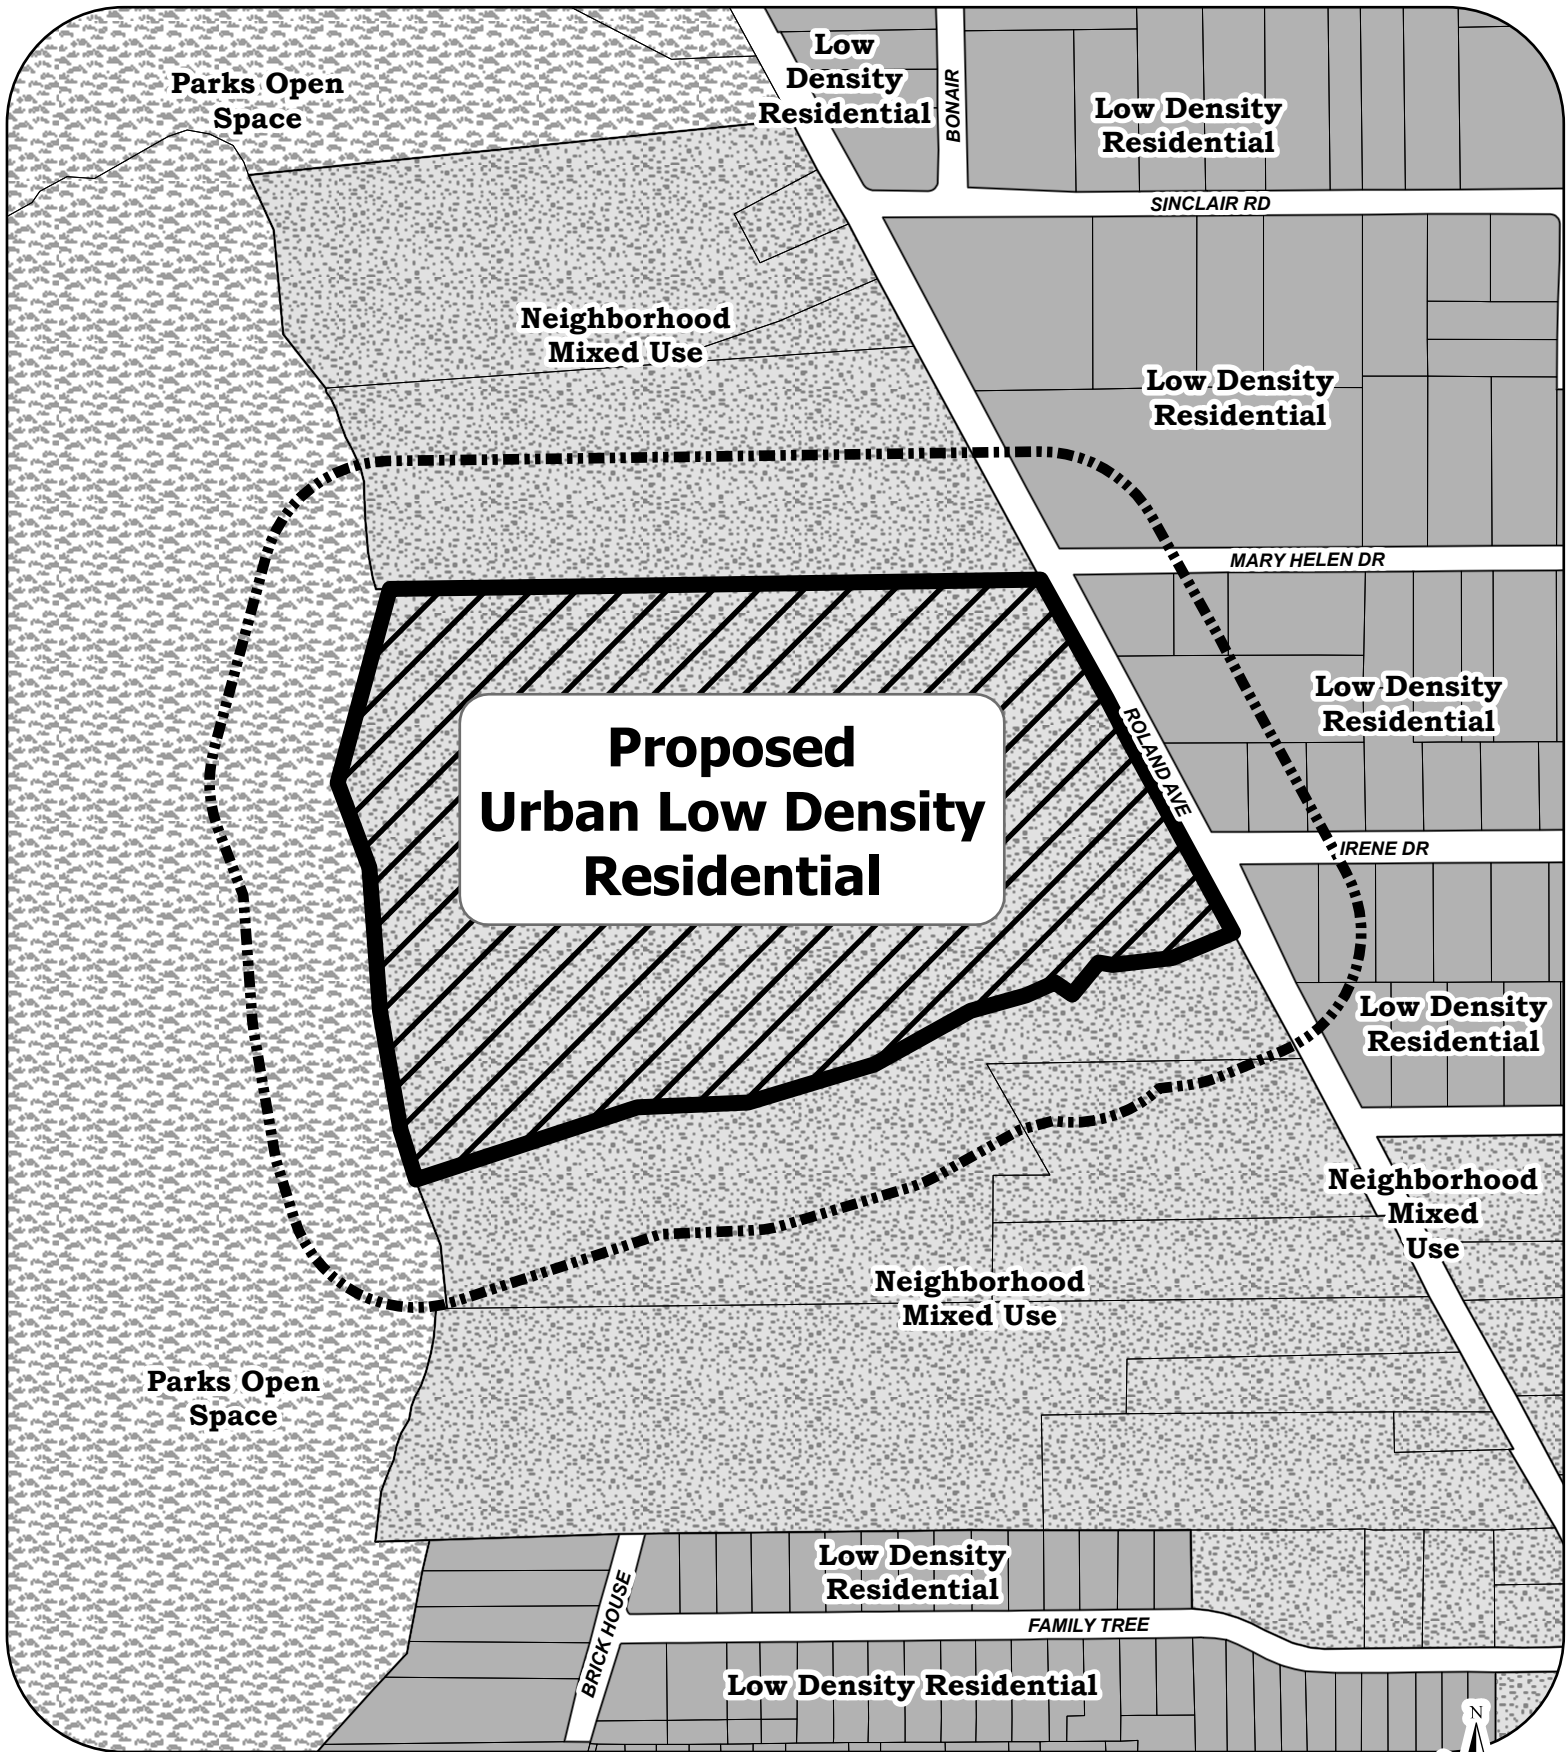 Low
Density
Residential
Parks Open
Space
BONAIR
Low Density
Residential
SINCLAIR RD
Neighborhood
Mixed Use
Low Density
Residential
MARY HELEN DR
Low Density
Residential
Proposed
Urban Low Density
Residential
ROLAND AVE
IRENE DR
Low Density
Residential
Neighborhood
Mixed
Use
Neighborhood
Mixed Use
Parks Open
Space
Low Density
Residential
BRICK HOUSE
FAMILY TREE
Low Density Residential
N